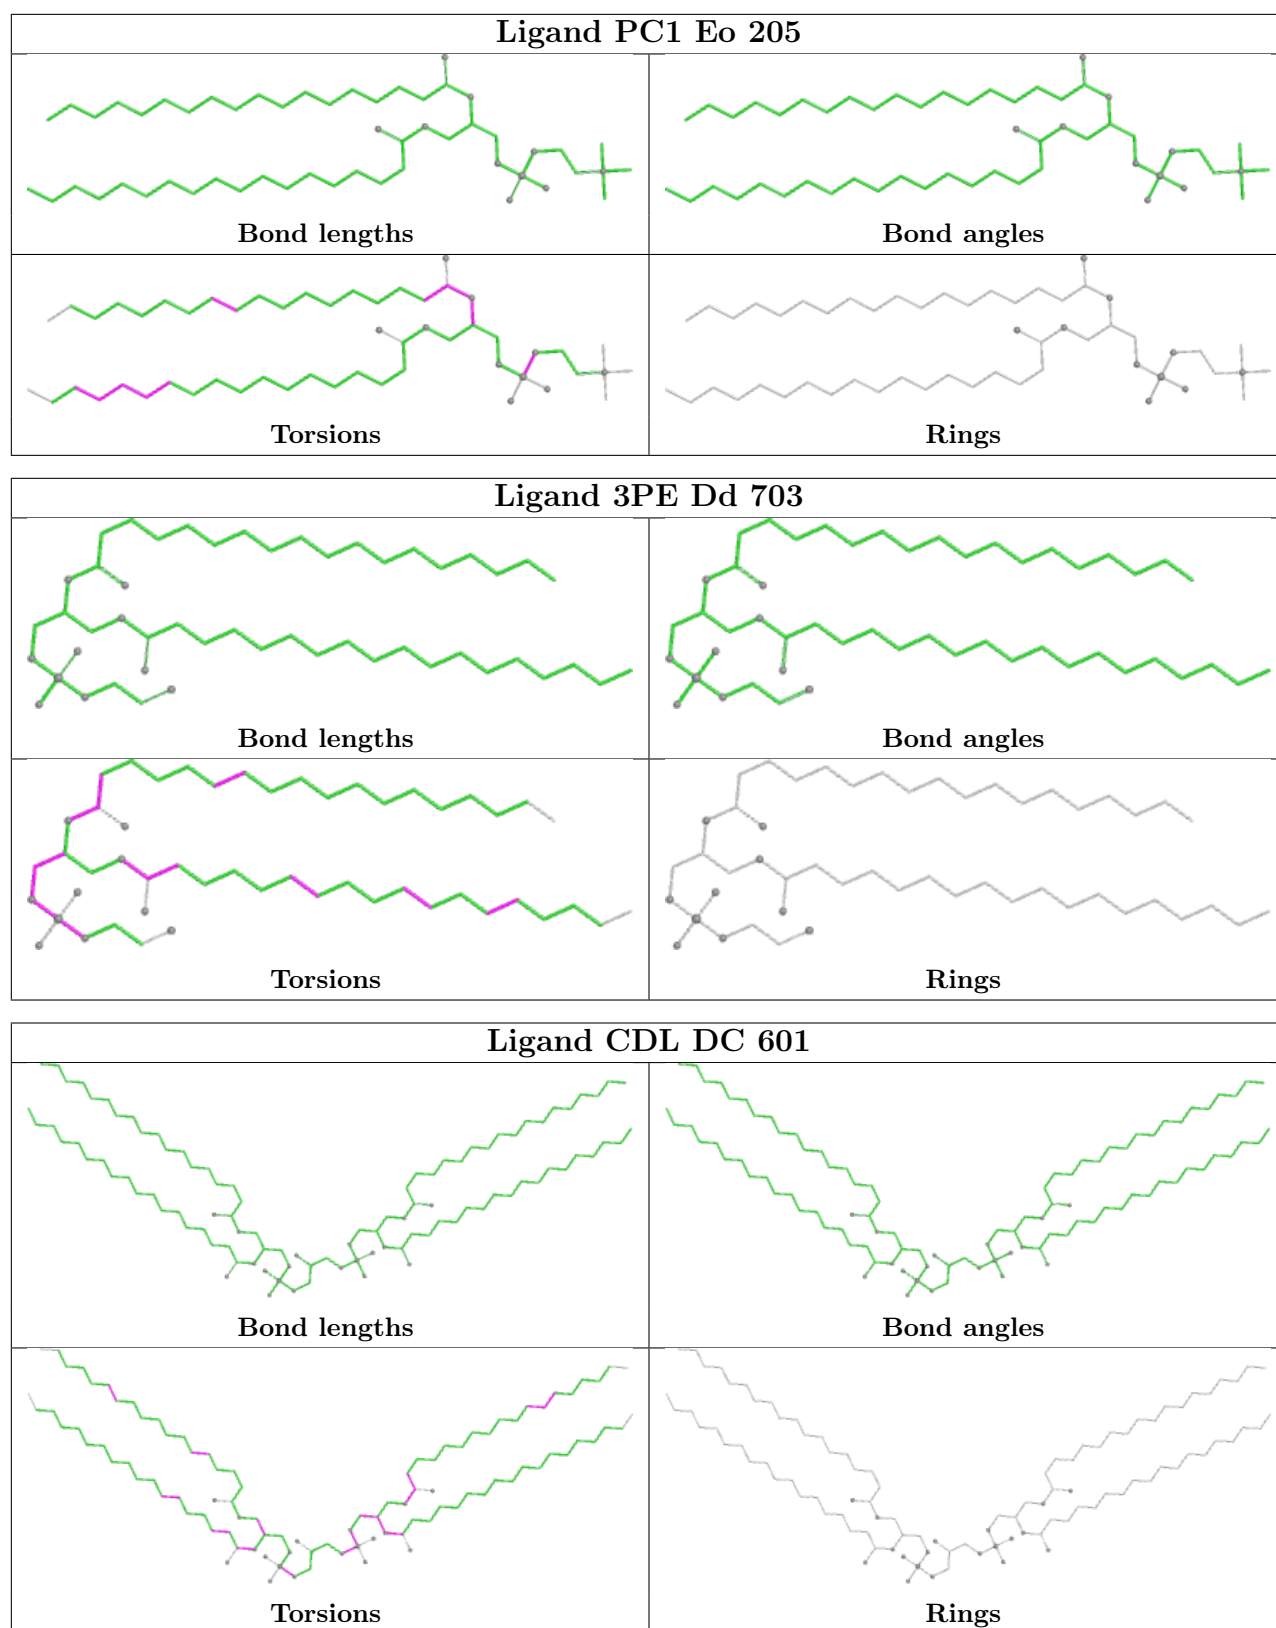 Ligand PC1 Eo 205
Bond lengths
Bond angles
Torsions
Rings
Ligand 3PE Dd 703
Bond lengths
Bond angles
Torsions
Rings
Ligand CDL DC 601
Bond lengths
Bond angles
Torsions
Rings